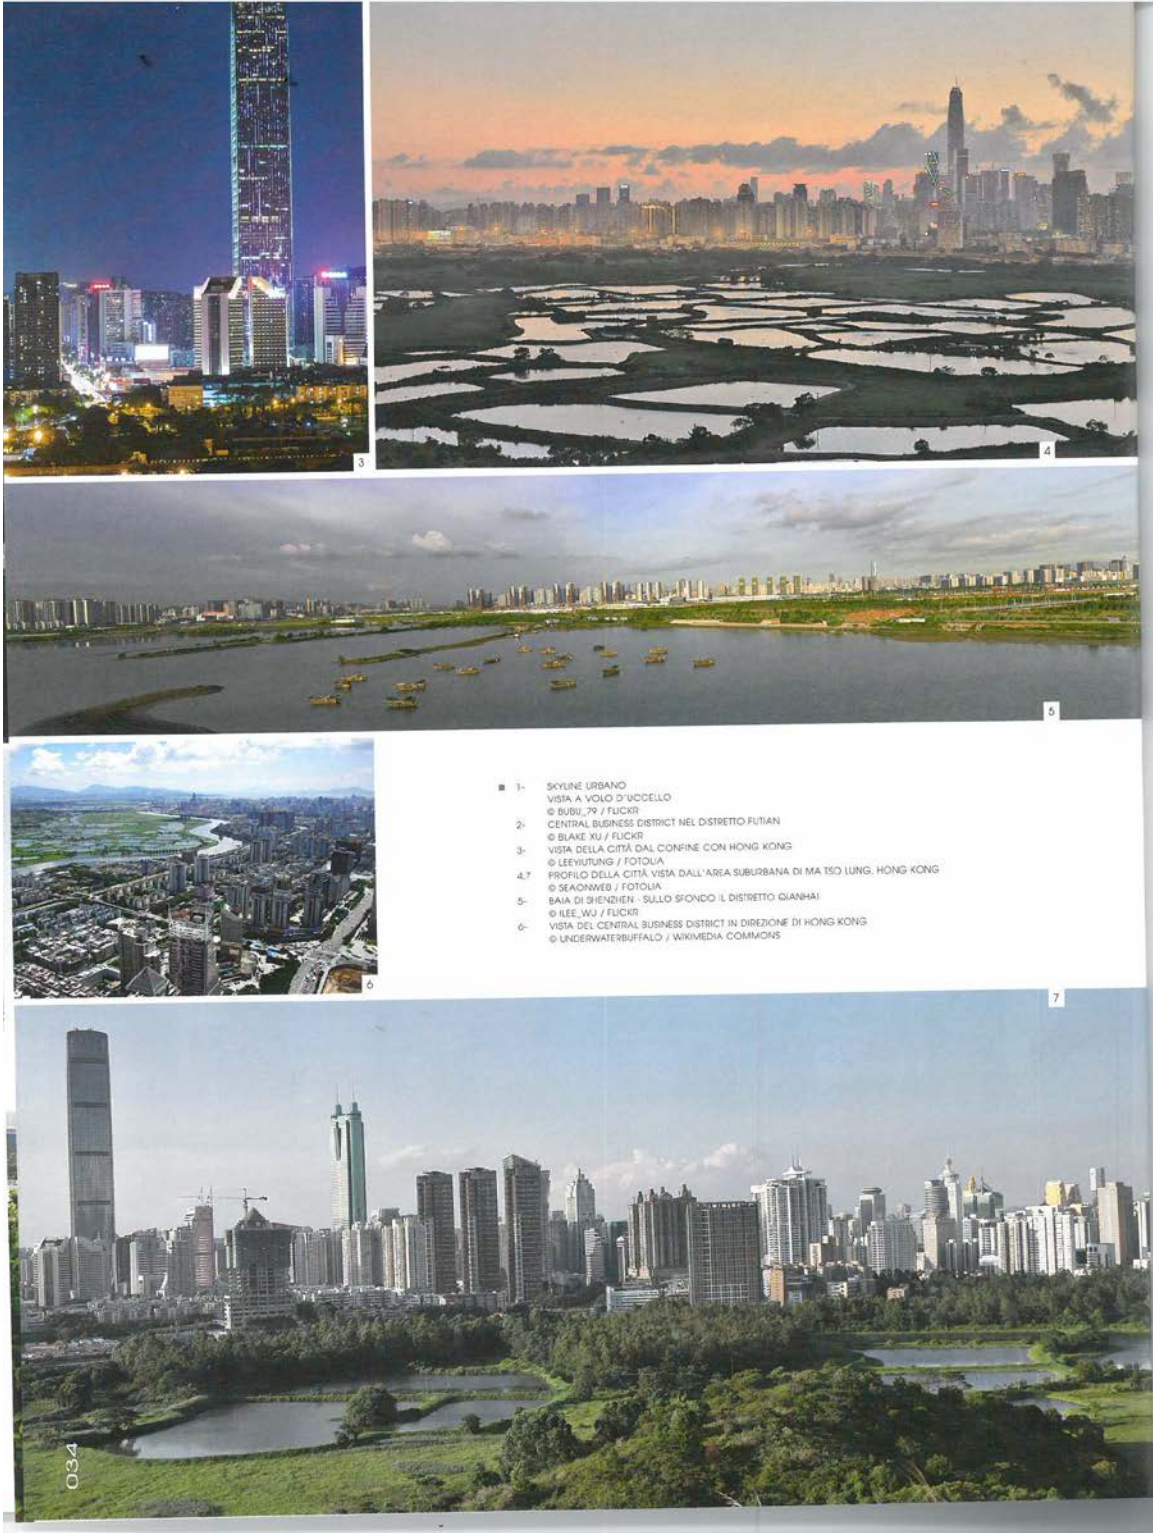 3
4
5
■ 1- SKYLINE URBANO
VISTA A VOLO D'UCCELLO
© BUBU_79 / FLICKR
2- CENTRAL BUSINESS DISTRICT NEL DISTRETTO FUTIAN
© BLAKE XU / FLICKR
3- VISTA DELLA CITTÀ DAL CONFINE CON HONG KONG
© LEEYIUTUNG / FOTOLIA
4,7 PROFILO DELLA CITTÀ VISTA DALL'AREA SUBURBANA DI MA TSO LUNG, HONG KONG
© SEAONWEB / FOTOLIA
5- BAIA DI SHENZHEN - SULLO SFONDO IL DISTRETTO QIANHAI
© ILEE_WU / FLICKR
6- VISTA DEL CENTRAL BUSINESS DISTRICT IN DIREZIONE DI HONG KONG
© UNDERWATERBUFFALO / WIKIMEDIA COMMONS
6
7
034